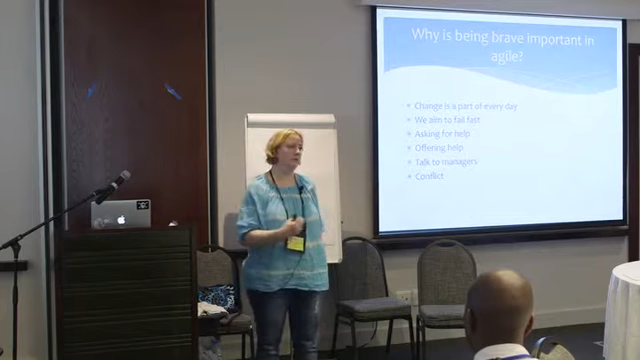 Why is being brave important in
agile?
Change is a part of every day
We aim to fail fast
Asking for help
Offering help
Talk to managers
Conflict